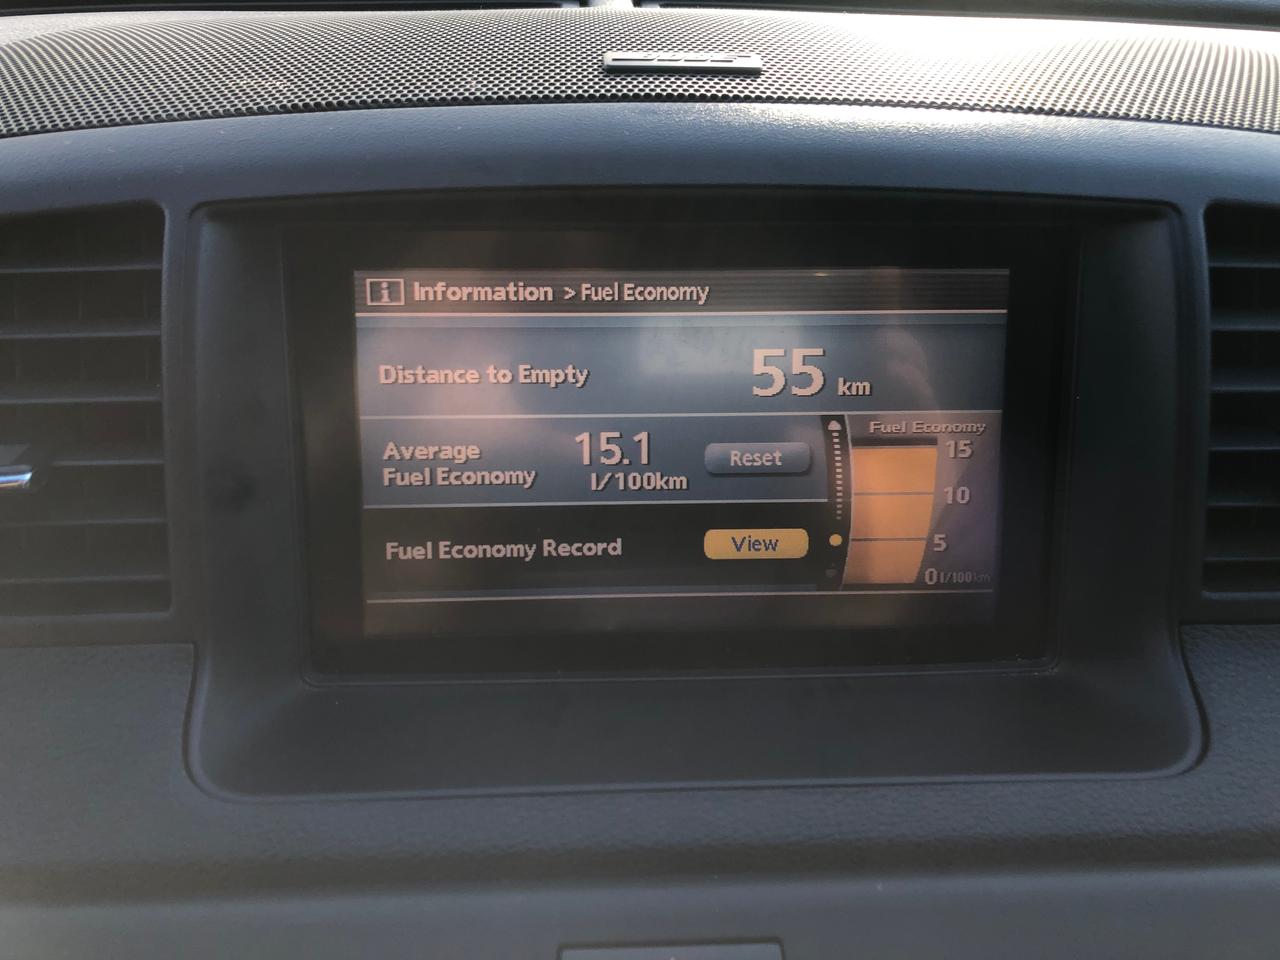 Information > Fuel Economy
Distance to Empty 55 km
Average
Fuel Economy
15.1
l/100km
Reset
Fuel Economy Record
View
Fuel Economy
15
10
5
0 l/100km